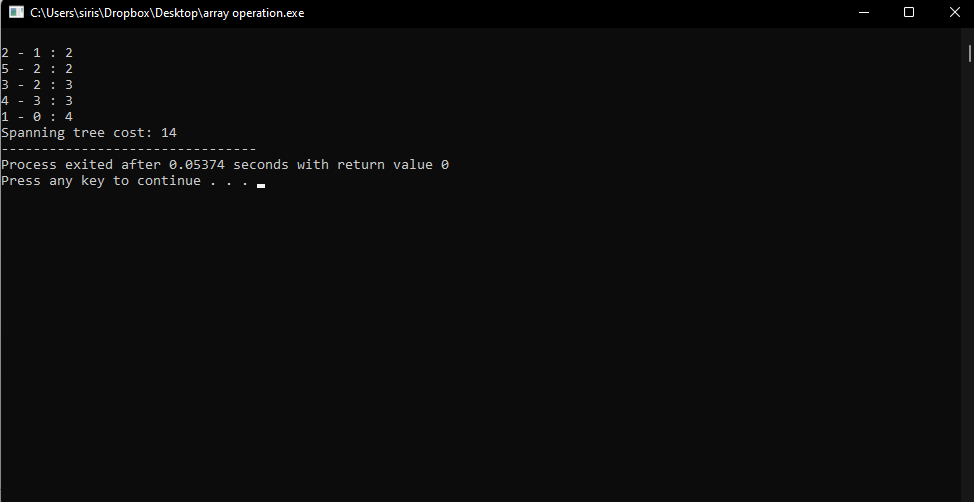 C:\Users\siris\Dropbox\Desktop\array operation.exe
2 - 1 : 2
5 - 2 : 2
3 - 2 : 3
4 - 3 : 3
1 - 0 : 4
Spanning tree cost: 14
--------------------------------
Process exited after 0.05374 seconds with return value 0
Press any key to continue . . .